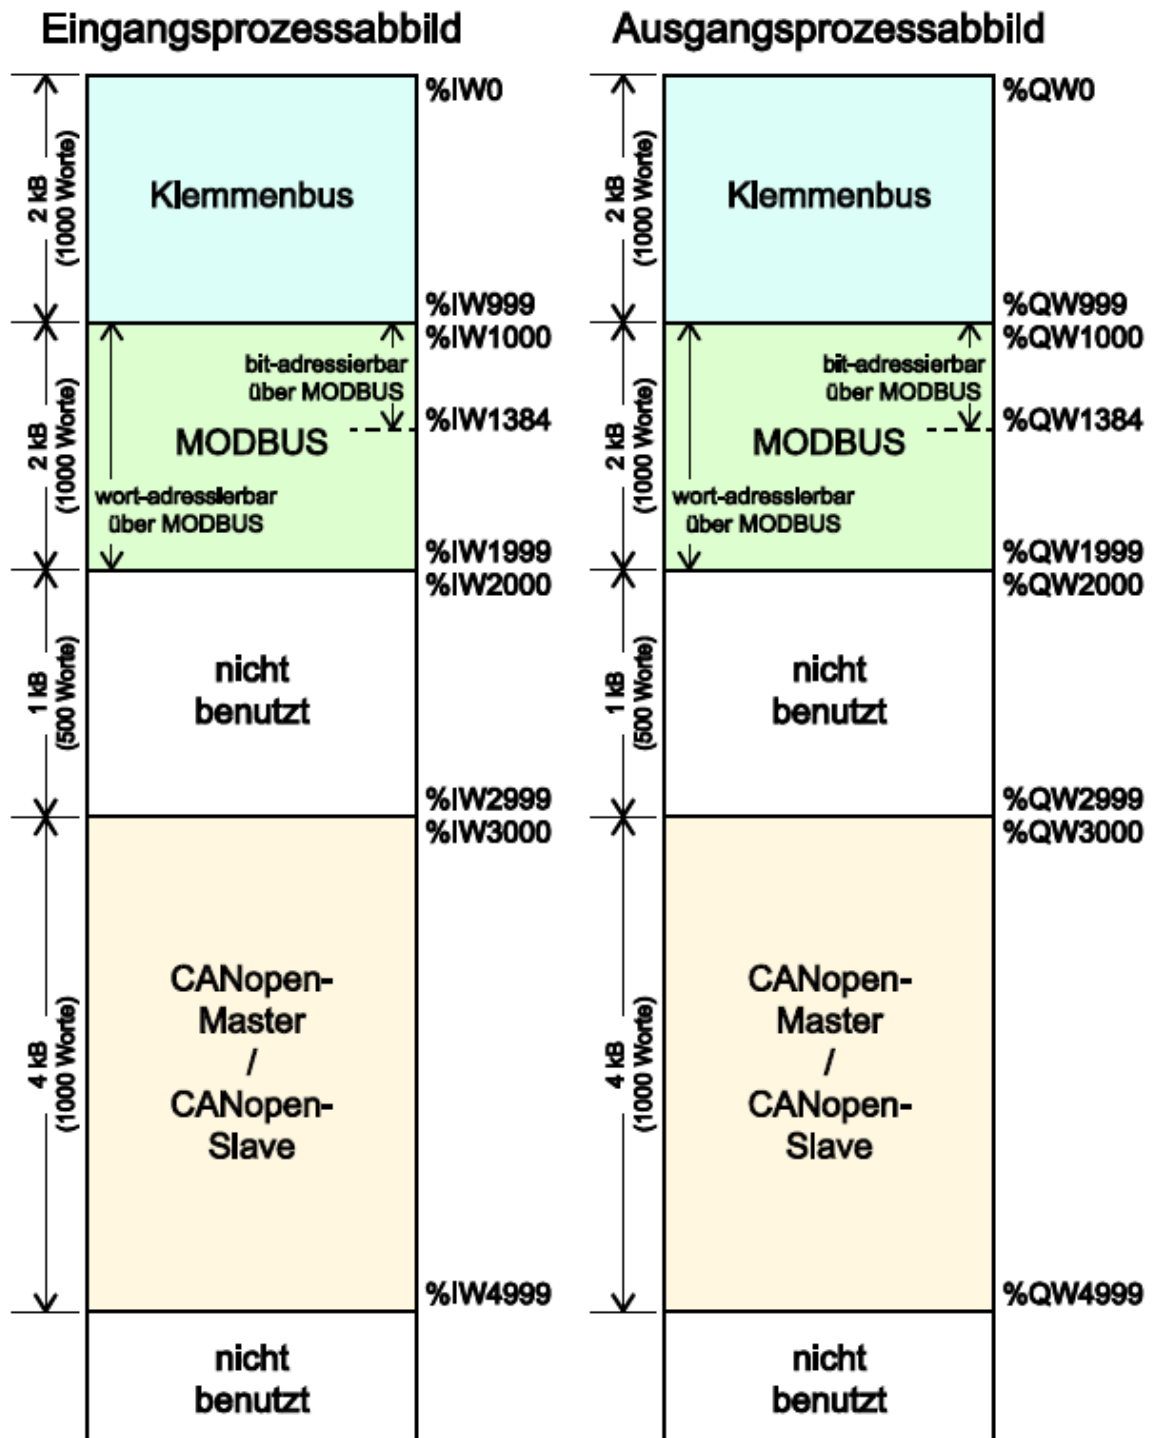 Eingangsprozessabbild
%IW0
2 kB
(1000 Worte)
Klemmenbus
%IW999
%IW1000
bit-adressierbar
über MODBUS
%IW1384
2 kB
(1000 Worte)
MODBUS
wort-adressierbar
über MODBUS
%IW1999
%IW2000
1 kB
(500 Worte)
nicht
benutzt
%IW2999
%IW3000
4 kB
(1000 Worte)
CANopen-
Master
/
CANopen-
Slave
%IW4999
nicht
benutzt
Ausgangsprozessabbild
%QW0
2 kB
(1000 Worte)
Klemmenbus
%QW999
%QW1000
bit-adressierbar
über MODBUS
%QW1384
2 kB
(1000 Worte)
MODBUS
wort-adressierbar
über MODBUS
%QW1999
%QW2000
1 kB
(500 Worte)
nicht
benutzt
%QW2999
%QW3000
4 kB
(1000 Worte)
CANopen-
Master
/
CANopen-
Slave
%QW4999
nicht
benutzt